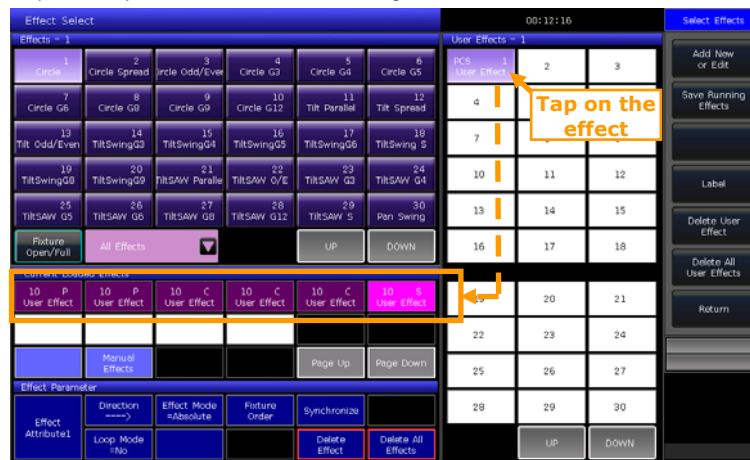 Effect Select
00:12:16
Select Effects
Effects - 1
User Effects - 1
1
Circle
2
Circle Spread
3
ircle Odd/Ever
4
Circle G3
5
Circle G4
6
Circle G5
7
Circle G6
8
Circle G8
9
Circle G9
10
Circle G12
11
Tilt Parallel
12
Tilt Spread
13
Tilt Odd/Even
14
TiltSwingG3
15
TiltSwingG4
16
TiltSwingG5
17
TiltSwingG6
18
TiltSwing S
19
TiltSwingG8
20
TiltSwingG9
21
TiltSAW Paralle
22
TiltSAW O/E
23
TiltSAW G3
24
TiltSAW G4
25
TiltSAW G5
26
TiltSAW G6
27
TiltSAW G8
28
TiltSAW G12
29
TiltSAW S
30
Pan Swing
Fixture
Open/Full
All Effects
UP
DOWN
Current Loaded Effects
10 P
User Effect
10 P
User Effect
10 C
User Effect
10 C
User Effect
10 C
User Effect
10 S
User Effect
Manual
Effects
Page Up
Page Down
Effect Parameter
Effect
Attribute1
Direction
---->
Effect Mode
=Absolute
Fixture
Order
Synchronize
Loop Mode
=No
Delete
Effect
Delete All
Effects
PCS 1
User Effect
2
3
4
Tap on the
effect
7
10
11
12
13
14
15
16
17
18
20
21
22
23
24
25
26
27
28
29
30
UP
DOWN
Add New
or Edit
Save Running
Effects
Label
Delete User
Effect
Delete All
User Effects
Return